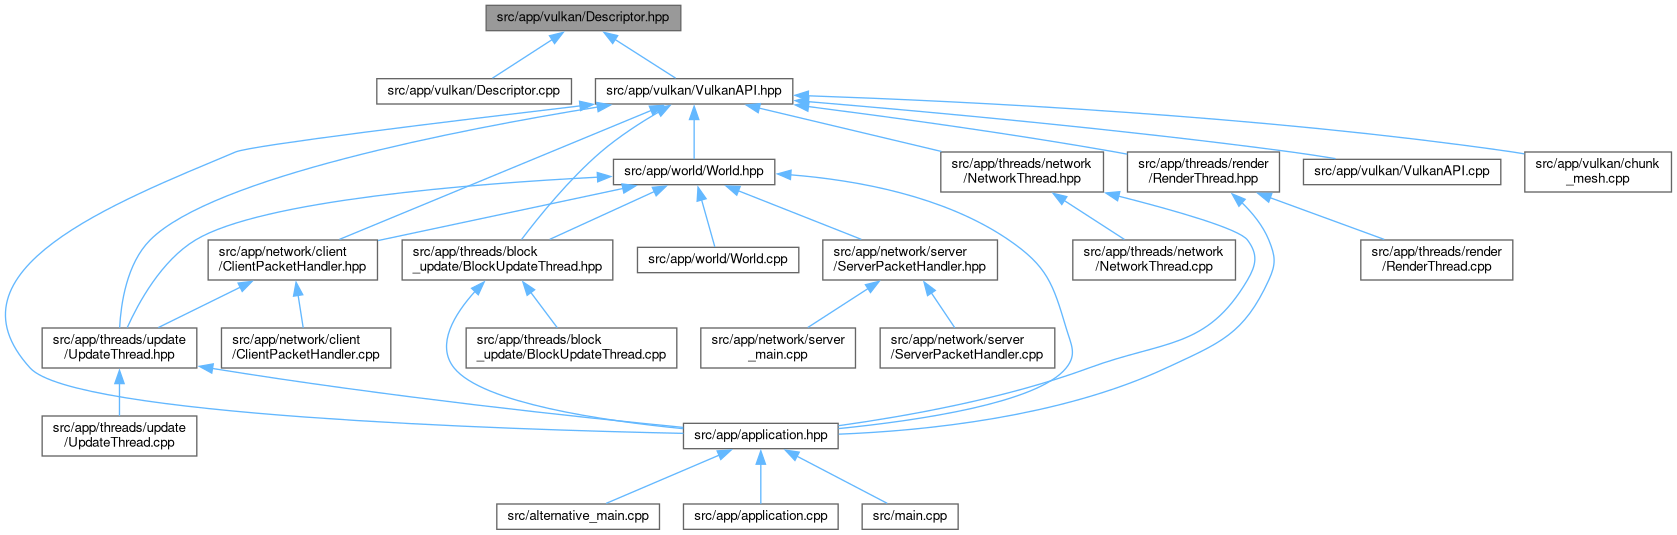 src/app/vulkan/Descriptor.hpp
src/app/vulkan/Descriptor.cpp
src/app/vulkan/VulkanAPI.hpp
src/app/world/World.hpp
src/app/threads/network
/NetworkThread.hpp
src/app/threads/render
/RenderThread.hpp
src/app/vulkan/VulkanAPI.cpp
src/app/vulkan/chunk
_mesh.cpp
src/app/network/client
/ClientPacketHandler.hpp
src/app/threads/block
_update/BlockUpdateThread.hpp
src/app/world/World.cpp
src/app/network/server
/ServerPacketHandler.hpp
src/app/threads/network
/NetworkThread.cpp
src/app/threads/render
/RenderThread.cpp
src/app/threads/update
/UpdateThread.hpp
src/app/network/client
/ClientPacketHandler.cpp
src/app/threads/block
_update/BlockUpdateThread.cpp
src/app/network/server
_main.cpp
src/app/network/server
/ServerPacketHandler.cpp
src/app/threads/update
/UpdateThread.cpp
src/app/application.hpp
src/alternative_main.cpp
src/app/application.cpp
src/main.cpp